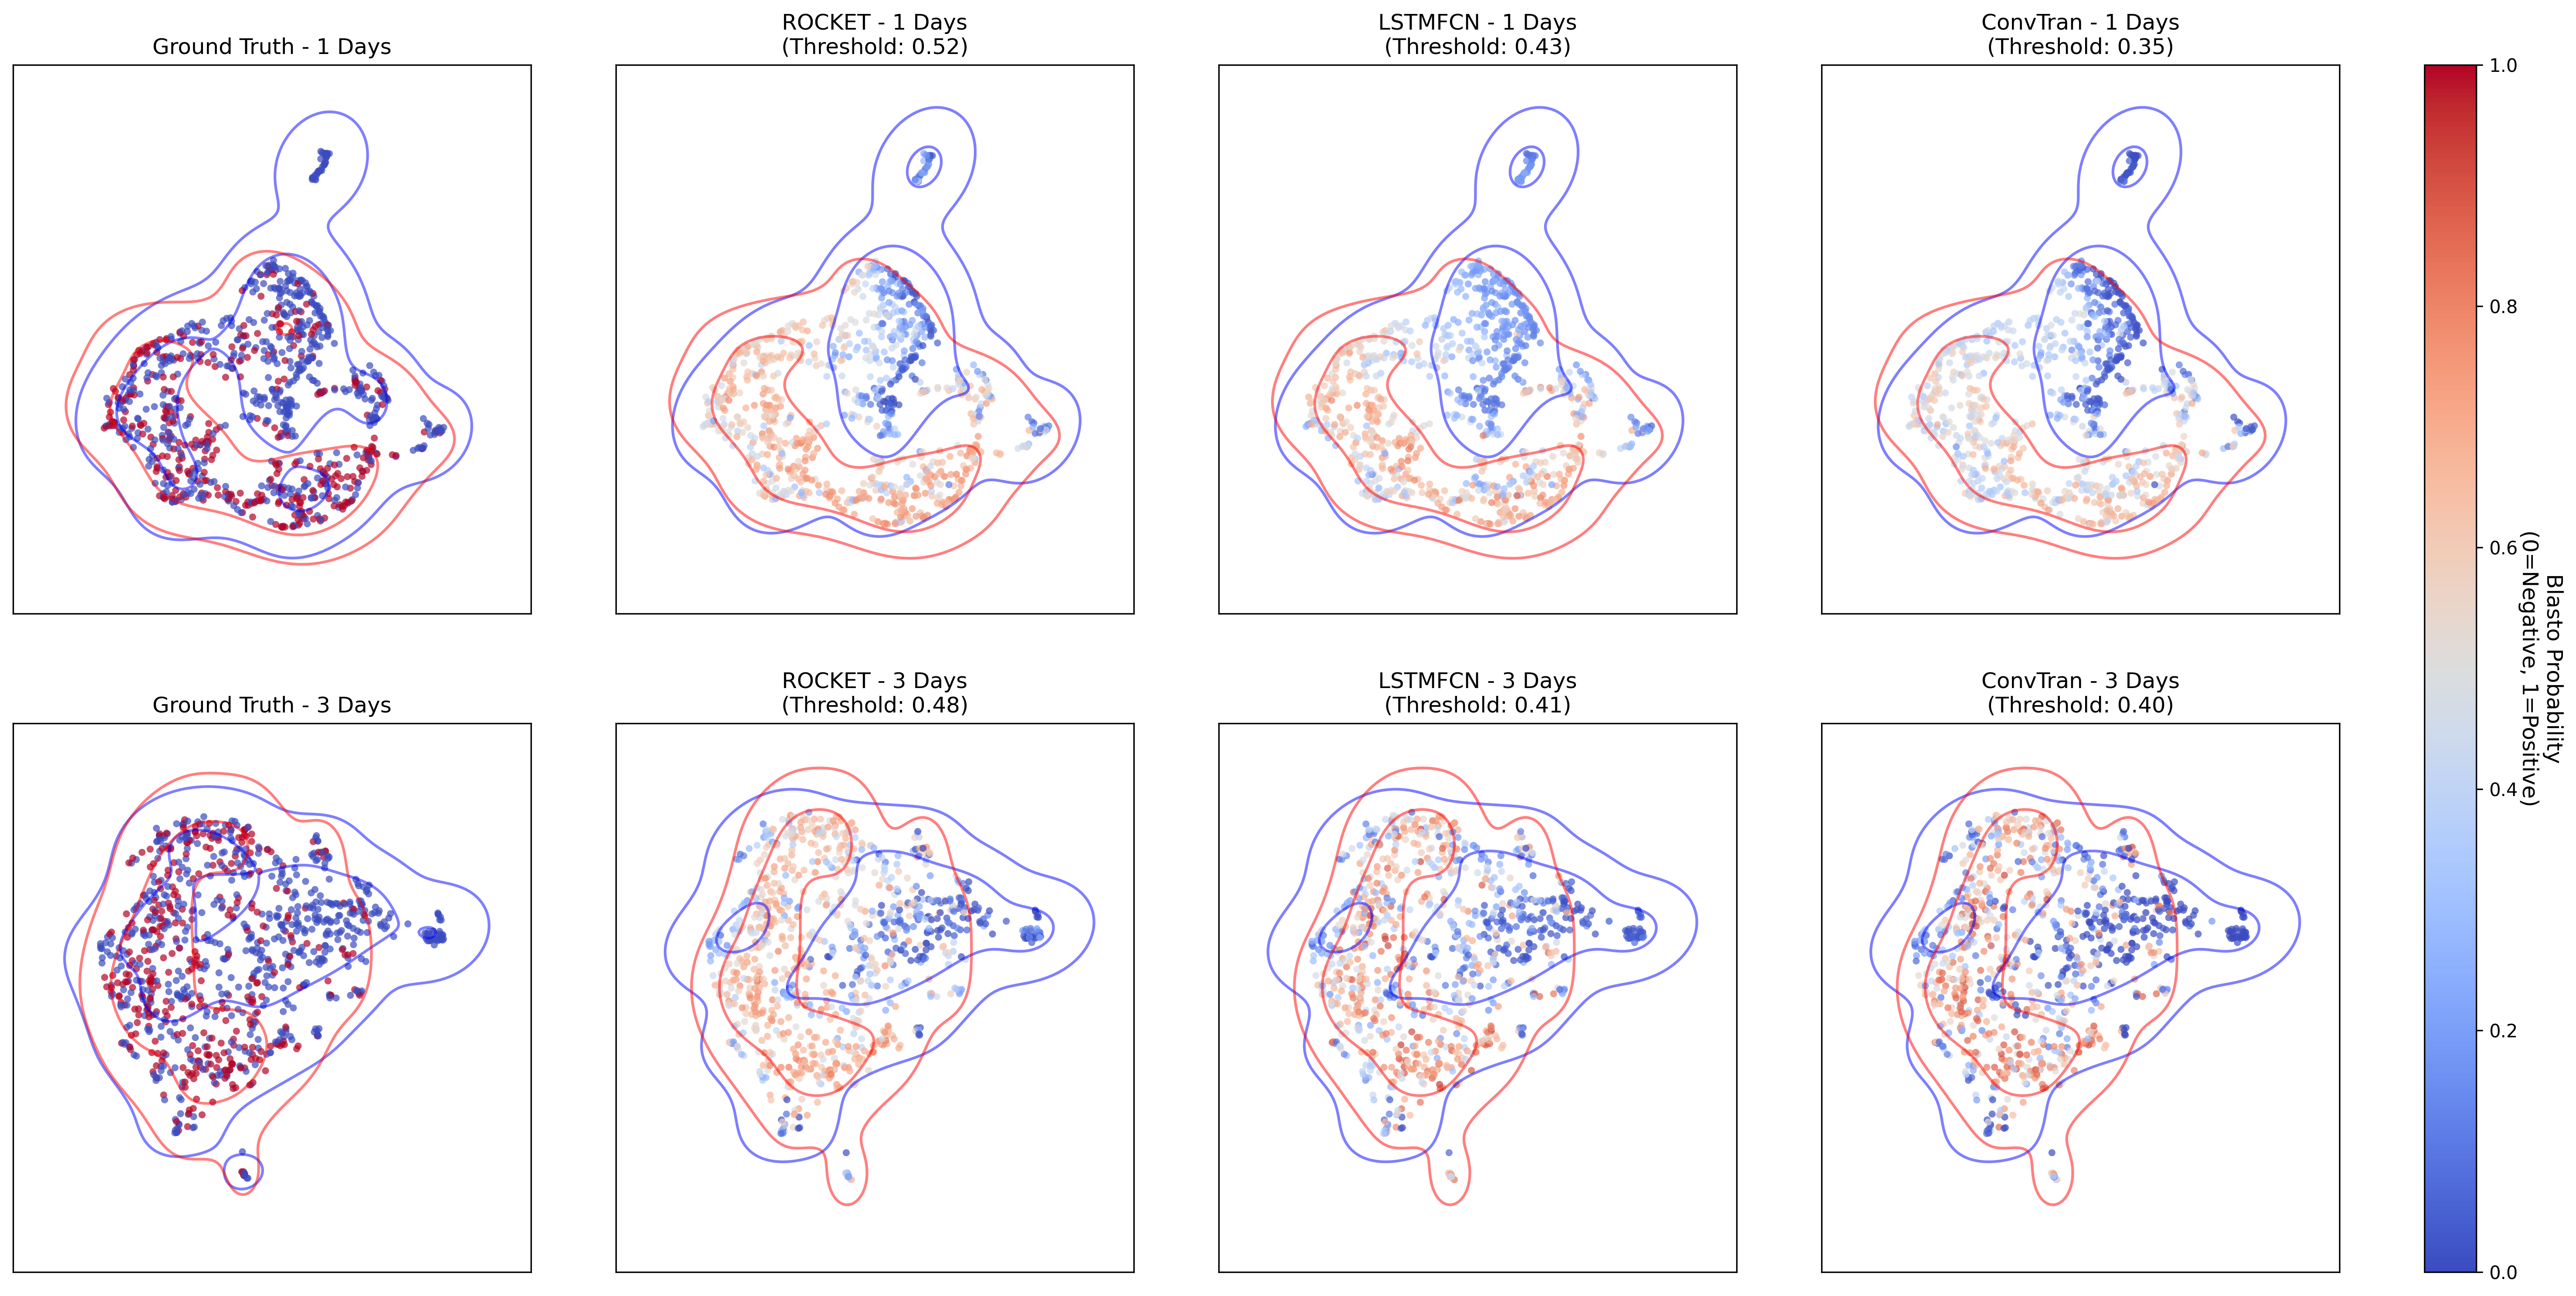 Ground Truth - 1 Days
ROCKET - 1 Days
(Threshold: 0.52)
LSTMFCN - 1 Days
(Threshold: 0.43)
ConvTran - 1 Days
(Threshold: 0.35)
Ground Truth - 3 Days
ROCKET - 3 Days
(Threshold: 0.48)
LSTMFCN - 3 Days
(Threshold: 0.41)
ConvTran - 3 Days
(Threshold: 0.40)
1.0
0.8
0.6
0.4
0.2
0.0
Blasto Probability
(0=Negative, 1=Positive)